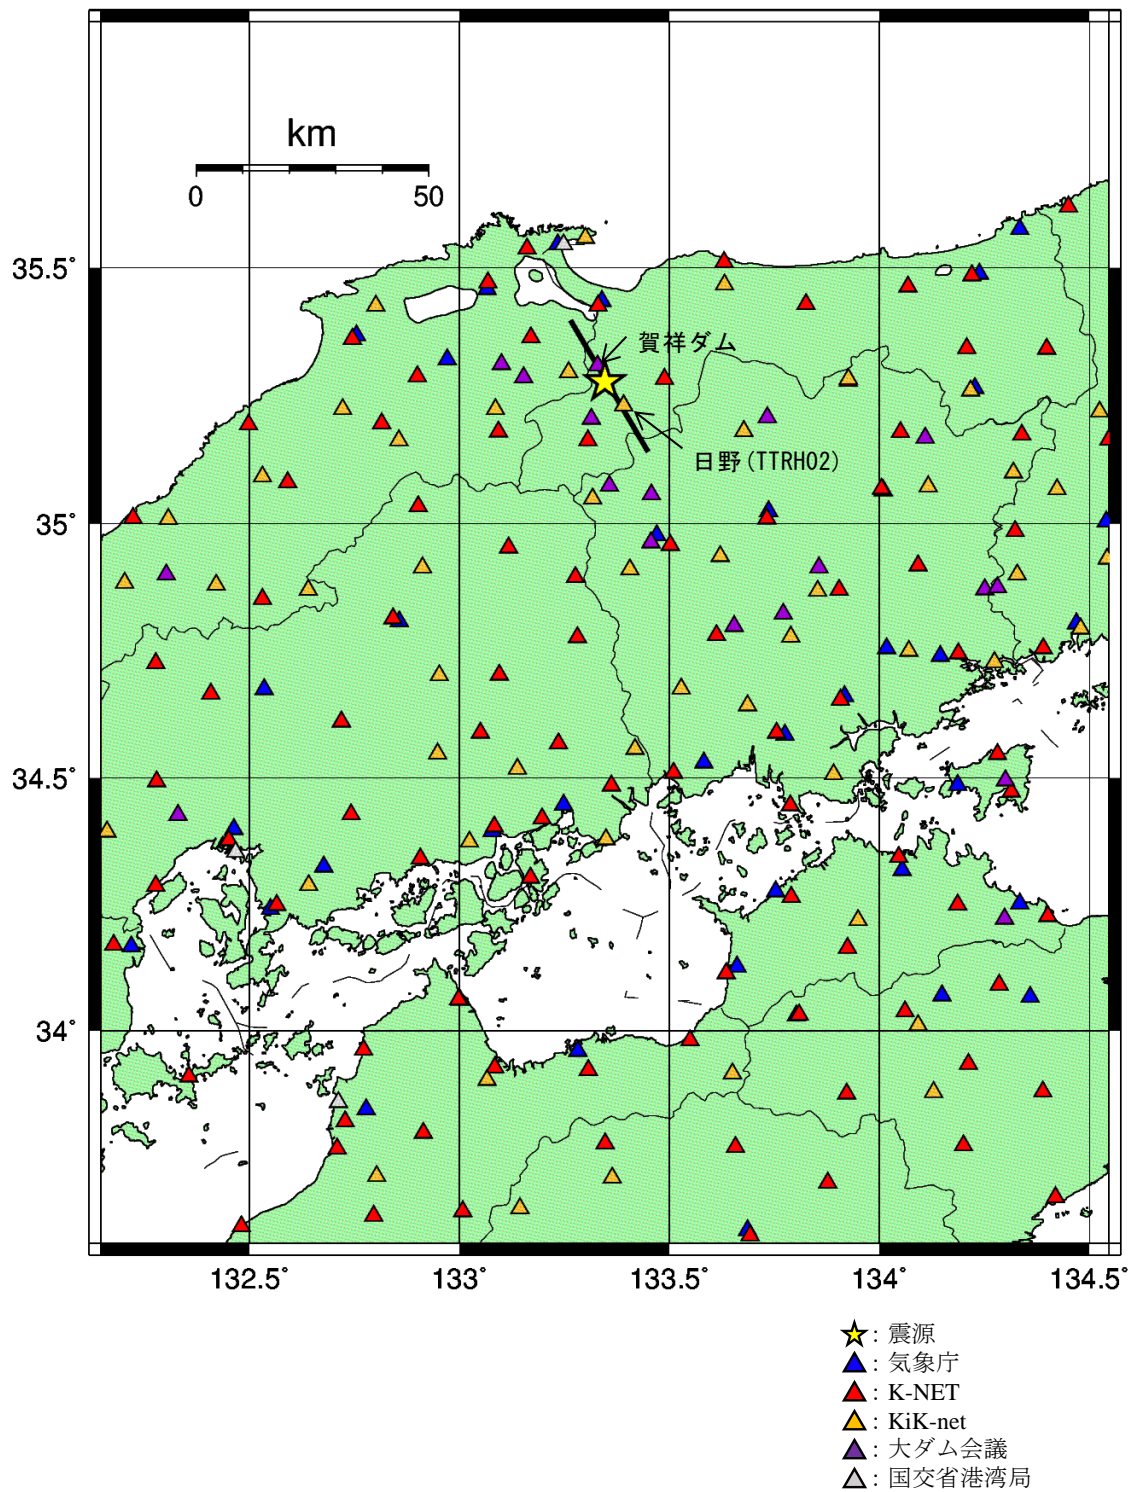 km
0 50
35.5°
賀祥ダム
日野(TTRH02)
35°
34.5°
34°
132.5° 133° 133.5° 134° 134.5°
: 震源
: 気象庁
: K-NET
: KiK-net
: 大ダム会議
: 国交省港湾局